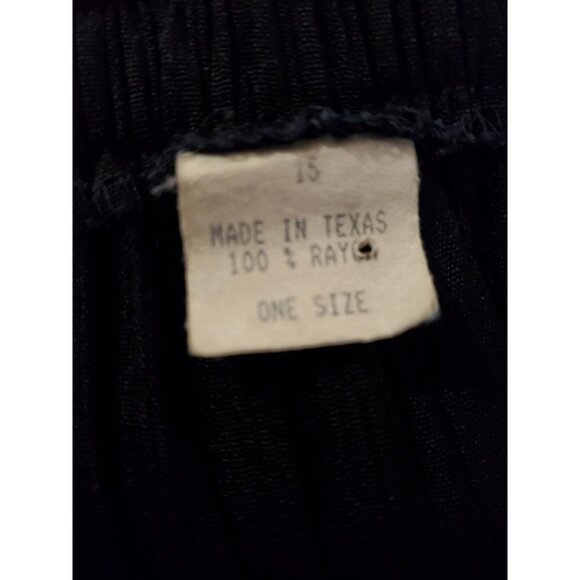 15
MADE IN TEXAS
100 % RAYON
ONE SIZE